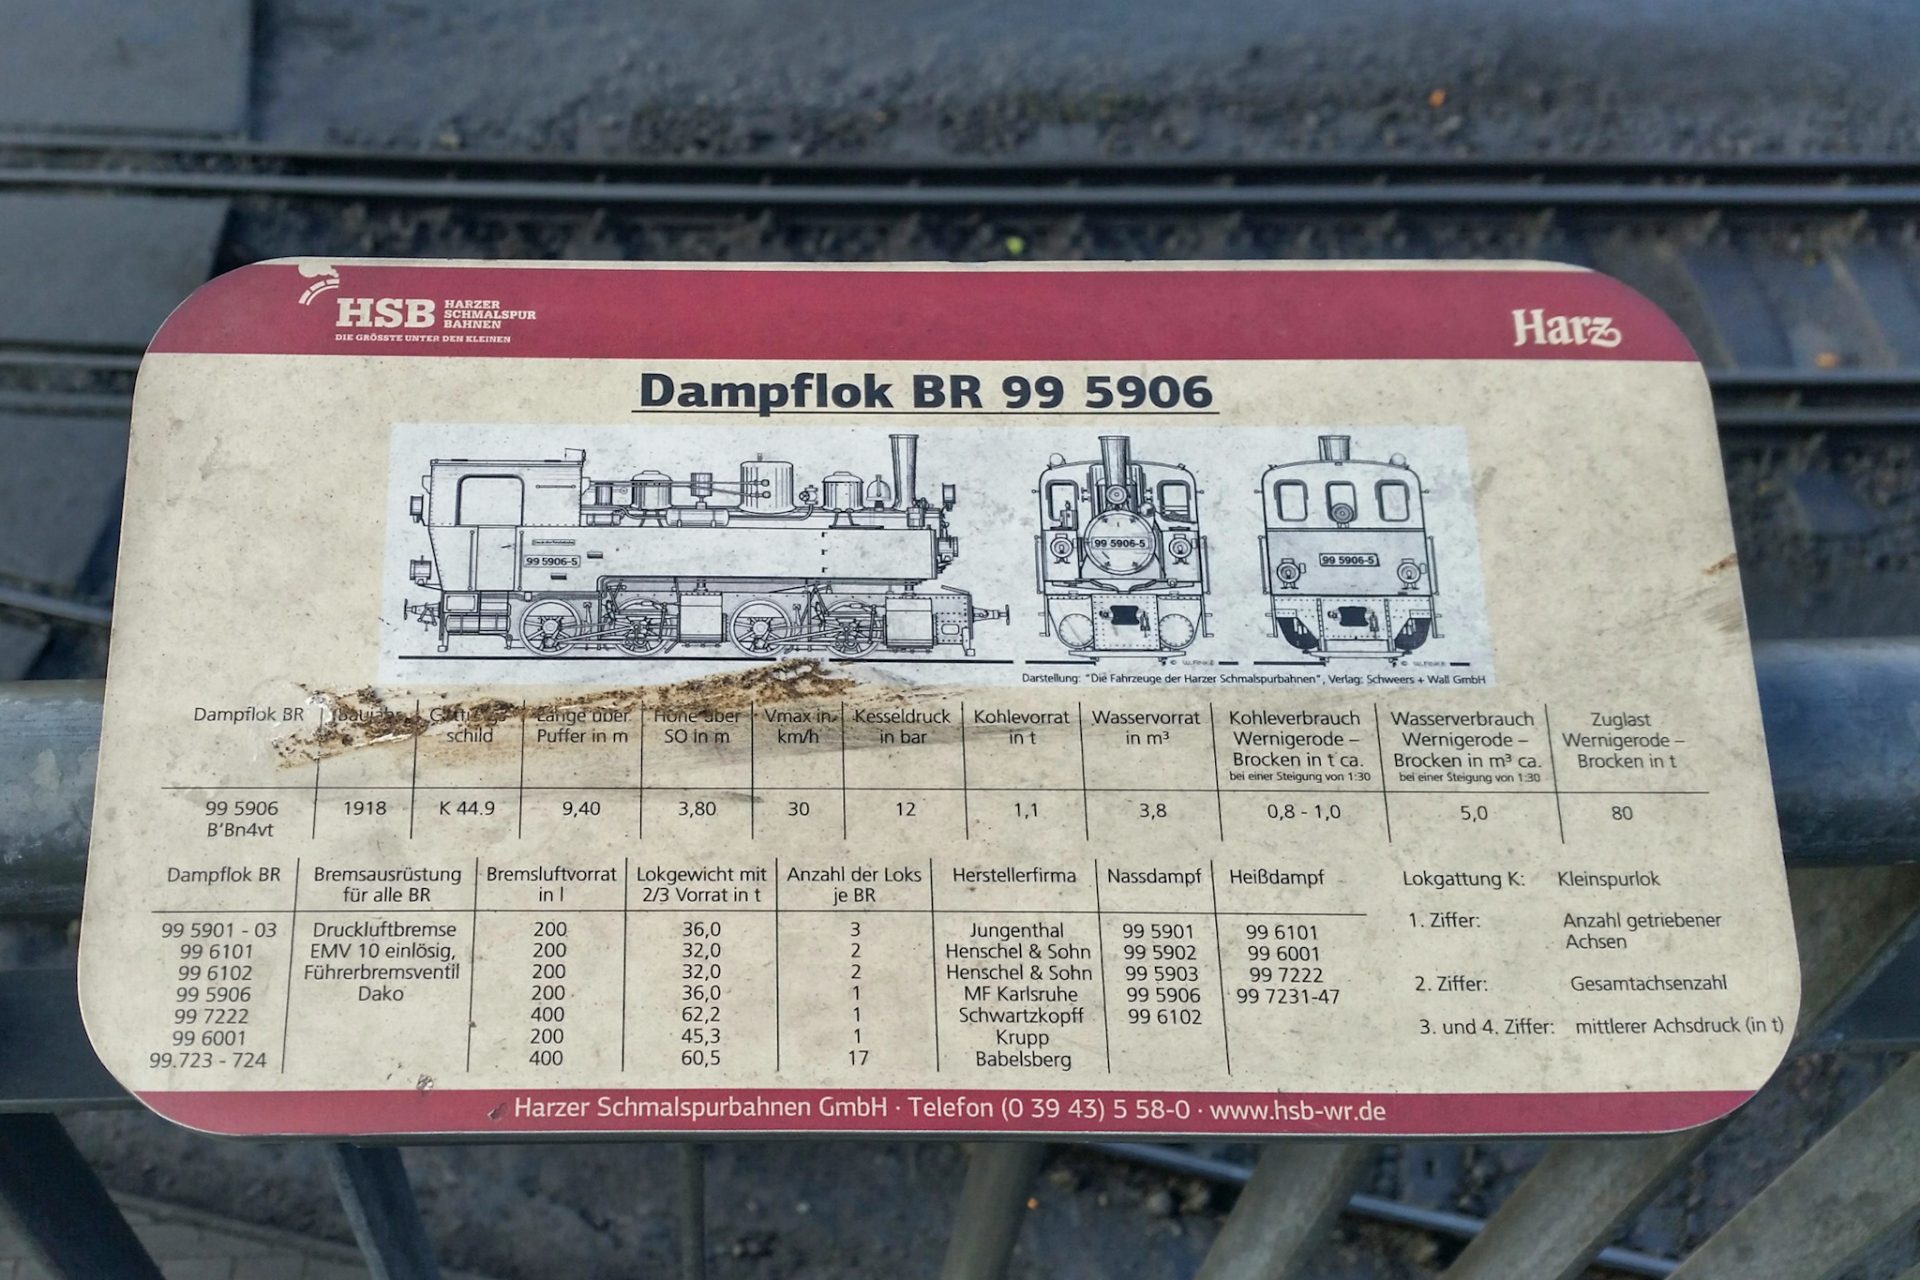 HSB HARZER
SCHMALSPUR
BAHNEN
DIE GRÖSSTE UNTER DEN KLEINEN
Harz
Dampflok BR 99 5906
99 5906-5
99 5906-5
99 5906-5
© W.FINKE
© W.FINKE
Darstellung: "Die Fahrzeuge der Harzer Schmalspurbahnen", Verlag: Schweers + Wall GmbH
Dampflok BR Baujahr Länge über Höhe über Vmax in Kesseldruck Kohlevorrat Wasservorrat Kohleverbrauch Wasserverbrauch Zuglast
schild Puffer in m SO in m km/h in bar in t in m³ Wernigerode – Wernigerode – Wernigerode –
Brocken in t ca. Brocken in m³ ca. Brocken in t
bei einer Steigung von 1:30 bei einer Steigung von 1:30
99 5906 1918 K 44.9 9,40 3,80 30 12 1,1 3,8 0,8 - 1,0 5,0 80
B'Bn4vt
Dampflok BR Bremsausrüstung Bremsluftvorrat Lokgewicht mit Anzahl der Loks Herstellerfirma Nassdampf Heißdampf
für alle BR in l 2/3 Vorrat in t je BR
99 5901 - 03 Druckluftbremse 200 36,0 3 Jungenthal 99 5901 99 6101
99 6101 EMV 10 einlösig, 200 32,0 2 Henschel & Sohn 99 5902 99 6001
99 6102 Führerbremsventil 200 32,0 2 Henschel & Sohn 99 5903 99 7222
99 5906 Dako 200 36,0 1 MF Karlsruhe 99 5906 99 7231-47
99 7222 400 62,2 1 Schwartzkopff 99 6102
99 6001 200 45,3 1 Krupp
99.723 - 724 400 60,5 17 Babelsberg
Lokgattung K: Kleinspurlok
1. Ziffer: Anzahl getriebener
Achsen
2. Ziffer: Gesamtachsenzahl
3. und 4. Ziffer: mittlerer Achsdruck (in t)
Harzer Schmalspurbahnen GmbH · Telefon (0 39 43) 5 58-0 · www.hsb-wr.de